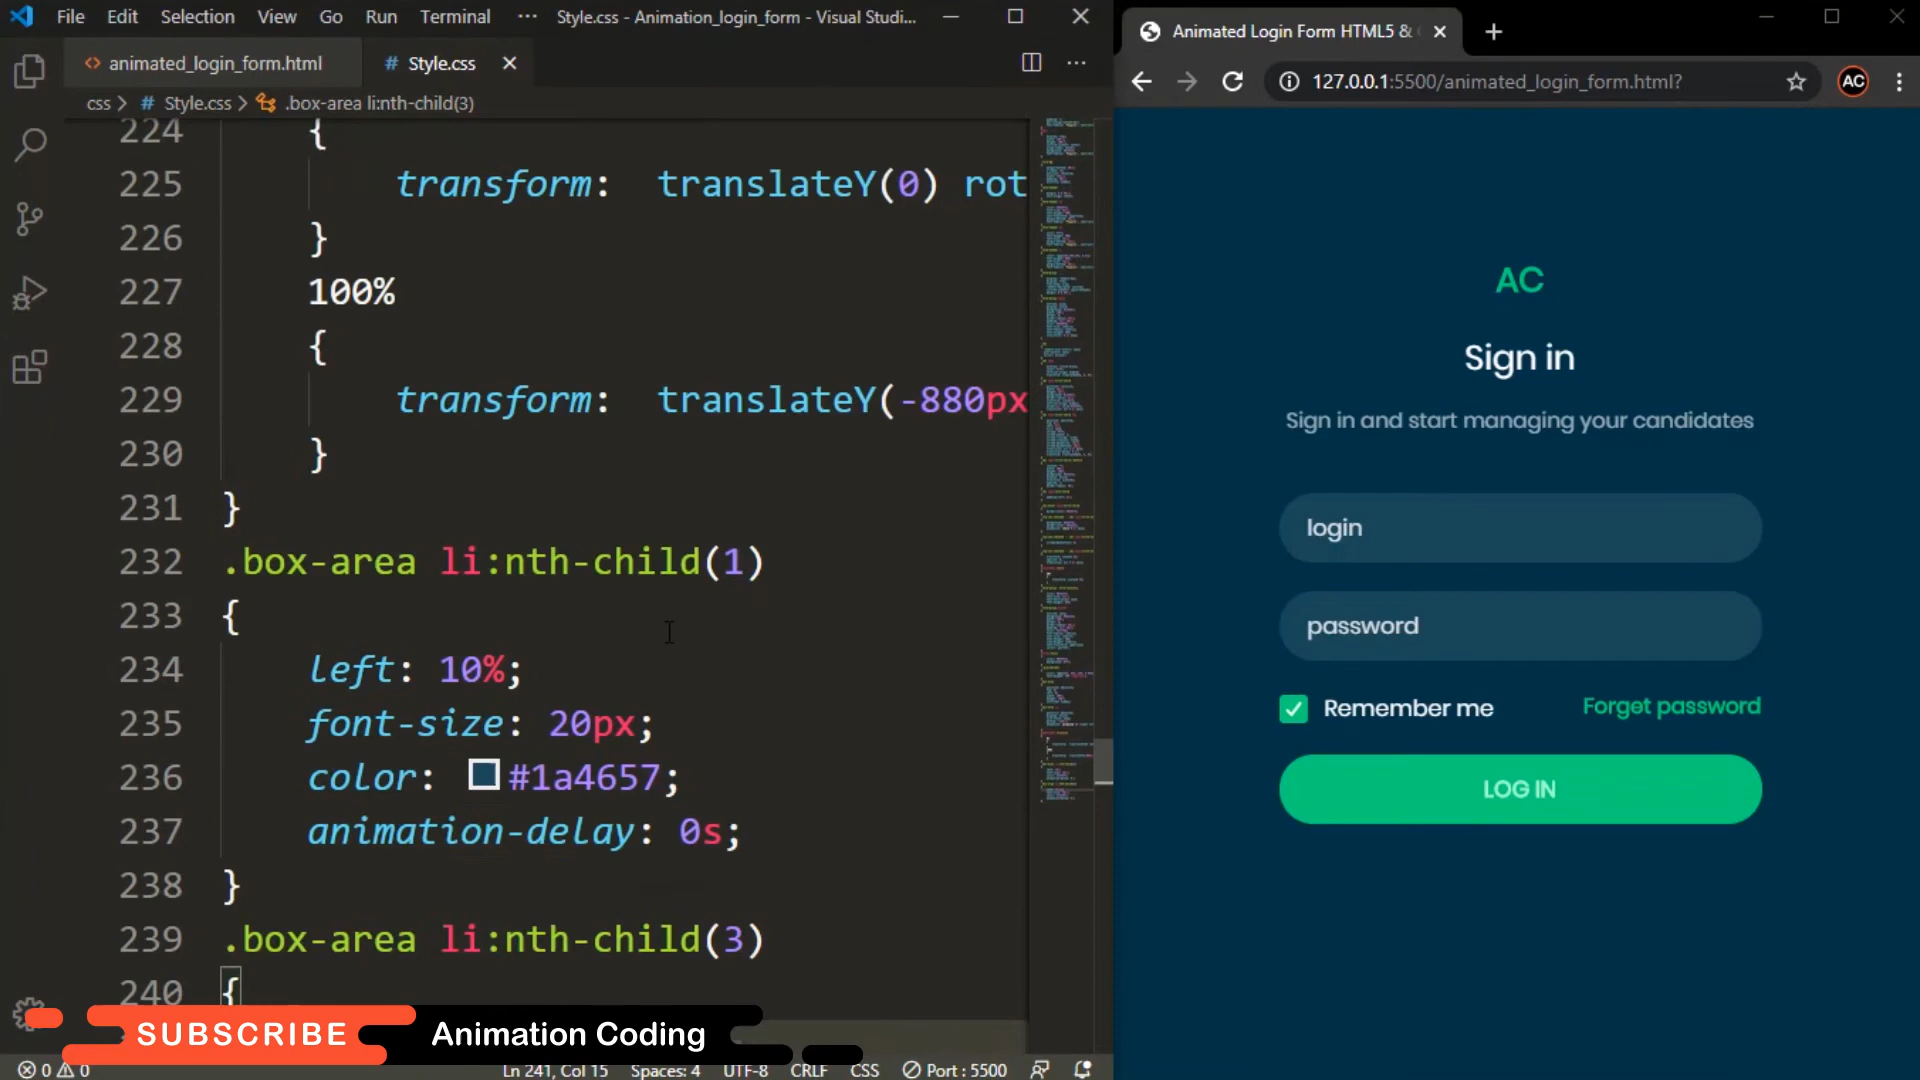 File Edit Selection View Go Run Terminal ··· Style.css - Animation_login_form - Visual Studi...
animated_login_form.html # Style.css
css > # Style.css > .box-area li:nth-child(3)
224 {
225 transform: translateY(0) rot
226 }
227 100%
228 {
229 transform: translateY(-880px
230 }
231 }
232 .box-area li:nth-child(1)
233 {
234 left: 10%;
235 font-size: 20px;
236 color: #1a4657;
237 animation-delay: 0s;
238 }
239 .box-area li:nth-child(3)
240 {
SUBSCRIBE Animation Coding
0 0 Ln 241, Col 15 Spaces: 4 UTF-8 CRLF CSS Port : 5500
Animated Login Form HTML5 &
127.0.0.1:5500/animated_login_form.html? AC
AC
Sign in
Sign in and start managing your candidates
login
password
Remember me Forget password
LOG IN